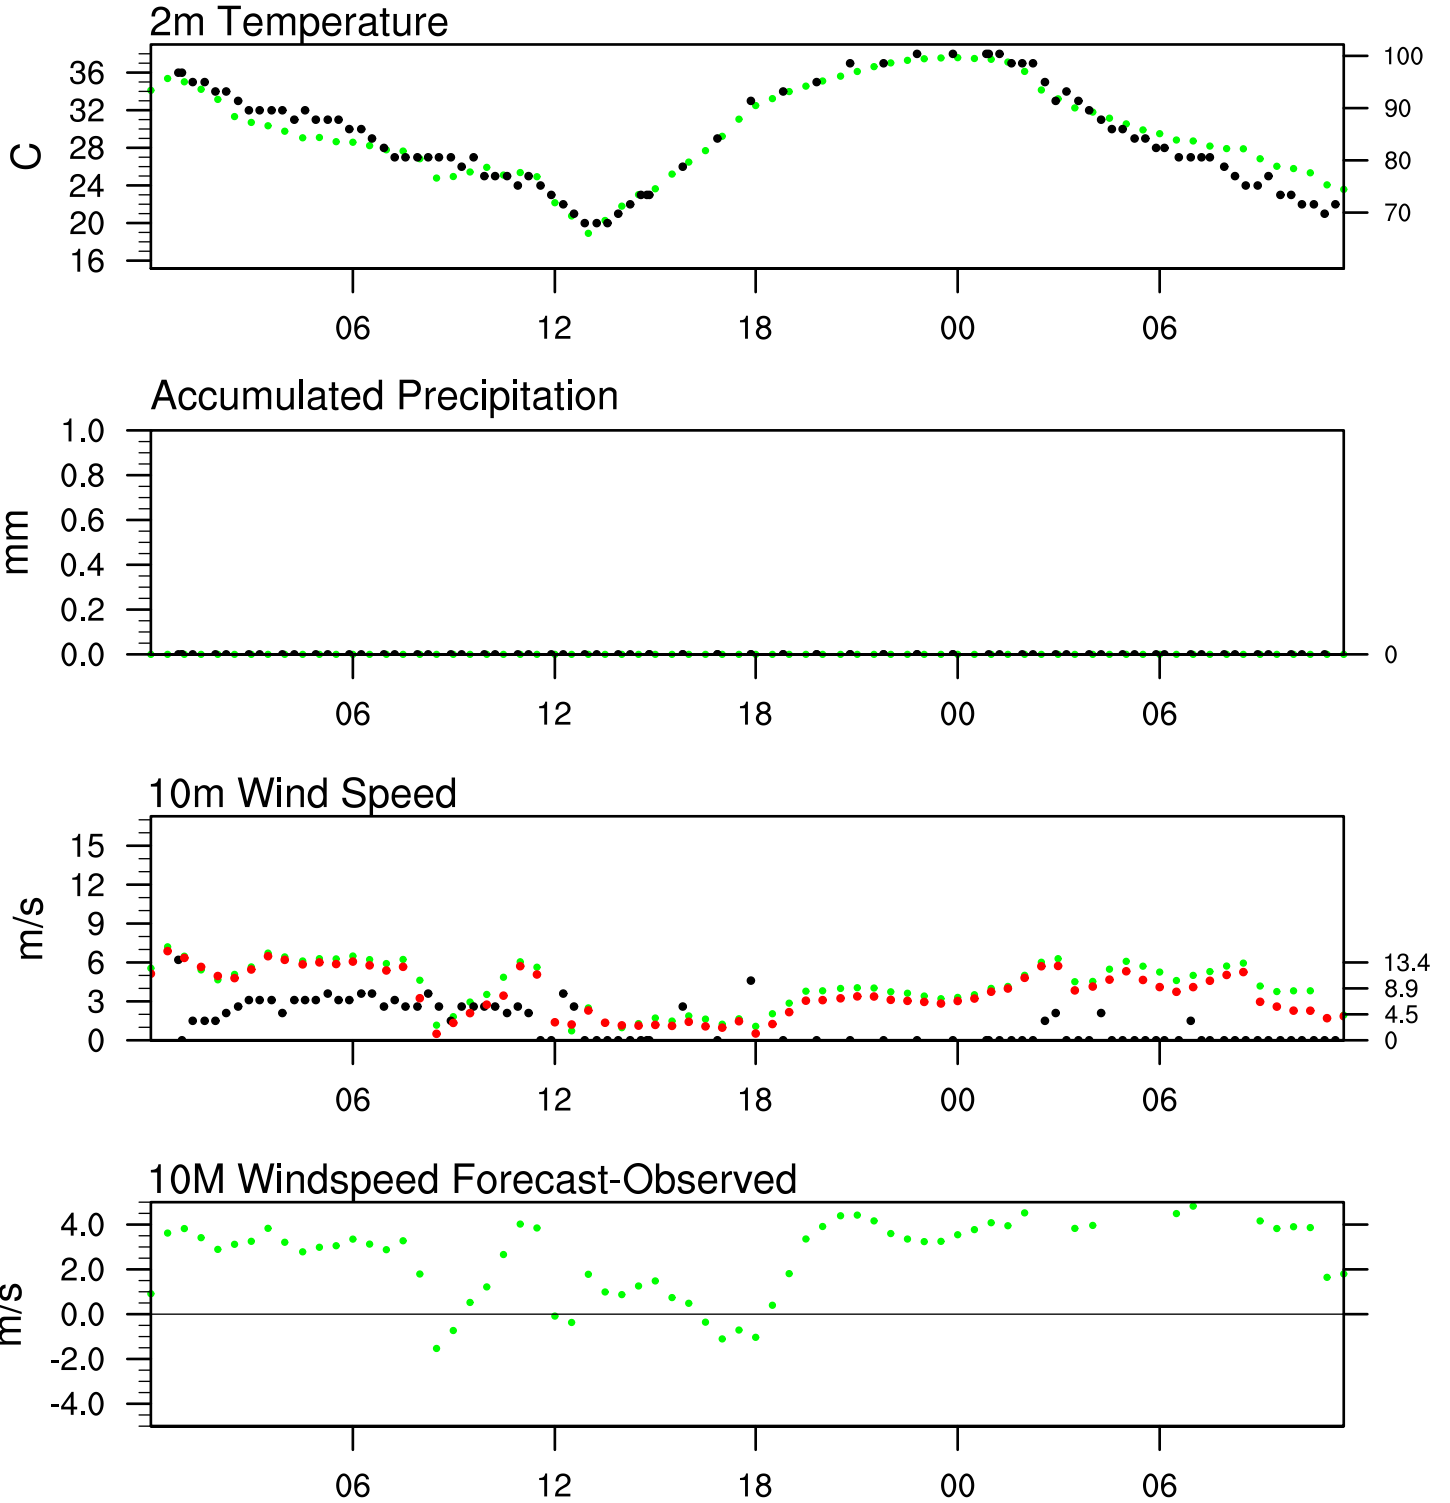 2m Temperature
36 100
32 90
28
C 80
24
20 70
16
06 12 18 00 06
Accumulated Precipitation
1.0
0.8
0.6
mm
0.4
0.2
0.0 0
06 12 18 00 06
10m Wind Speed
15
12
9
m/s
6 13.4
8.9
3 4.5
0 0
06 12 18 00 06
10M Windspeed Forecast-Observed
4.0
2.0
m/s
0.0
-2.0
-4.0
06 12 18 00 06